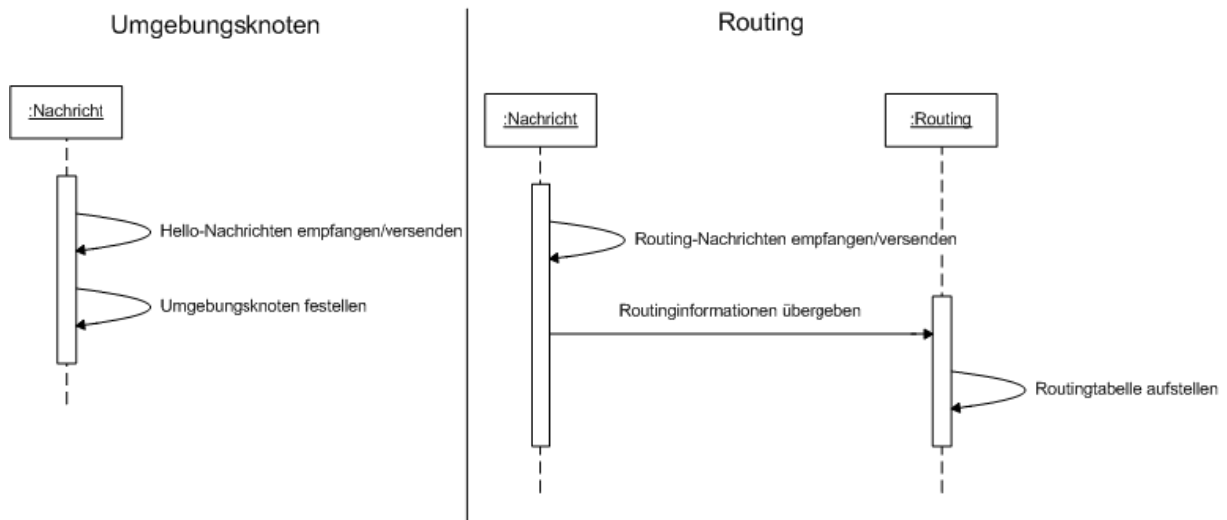 Umgebungsknoten
:Nachricht
Hello-Nachrichten empfangen/versenden
Umgebungsknoten festellen
Routing
:Nachricht
:Routing
Routing-Nachrichten empfangen/versenden
Routinginformationen übergeben
Routingtabelle aufstellen